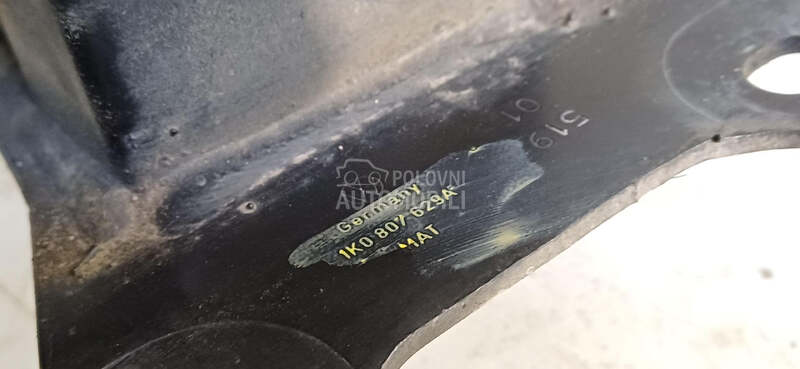 519
01
POLOVNI
AUTOMOBILI
Germany
1K0 807 629A
MAT